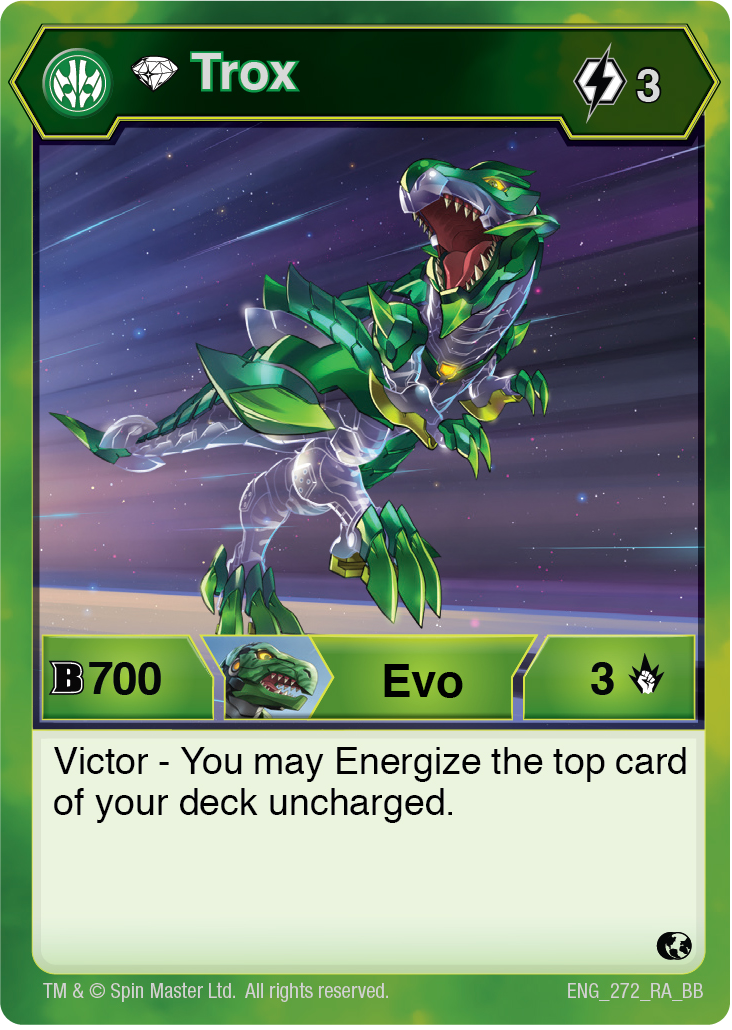 Trox
3
B 700
Evo
3
Victor - You may Energize the top card
of your deck uncharged.
TM & © Spin Master Ltd. All rights reserved.
ENG_272_RA_BB